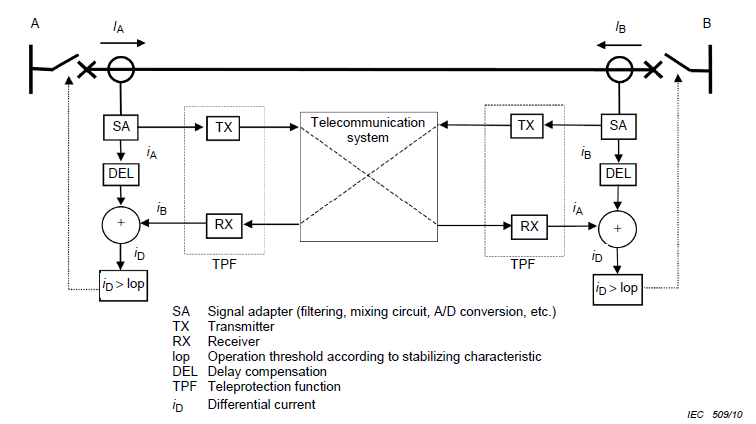 A
IA
IB
B
SA
TX
Telecommunication
system
TX
SA
iA
iB
DEL
DEL
iB
iA
+
RX
RX
+
iD
TPF
TPF
iD
iD > Iop
iD > Iop
SA Signal adapter (filtering, mixing circuit, A/D conversion, etc.)
TX Transmitter
RX Receiver
Iop Operation threshold according to stabilizing characteristic
DEL Delay compensation
TPF Teleprotection function
iD Differential current
IEC 509/10